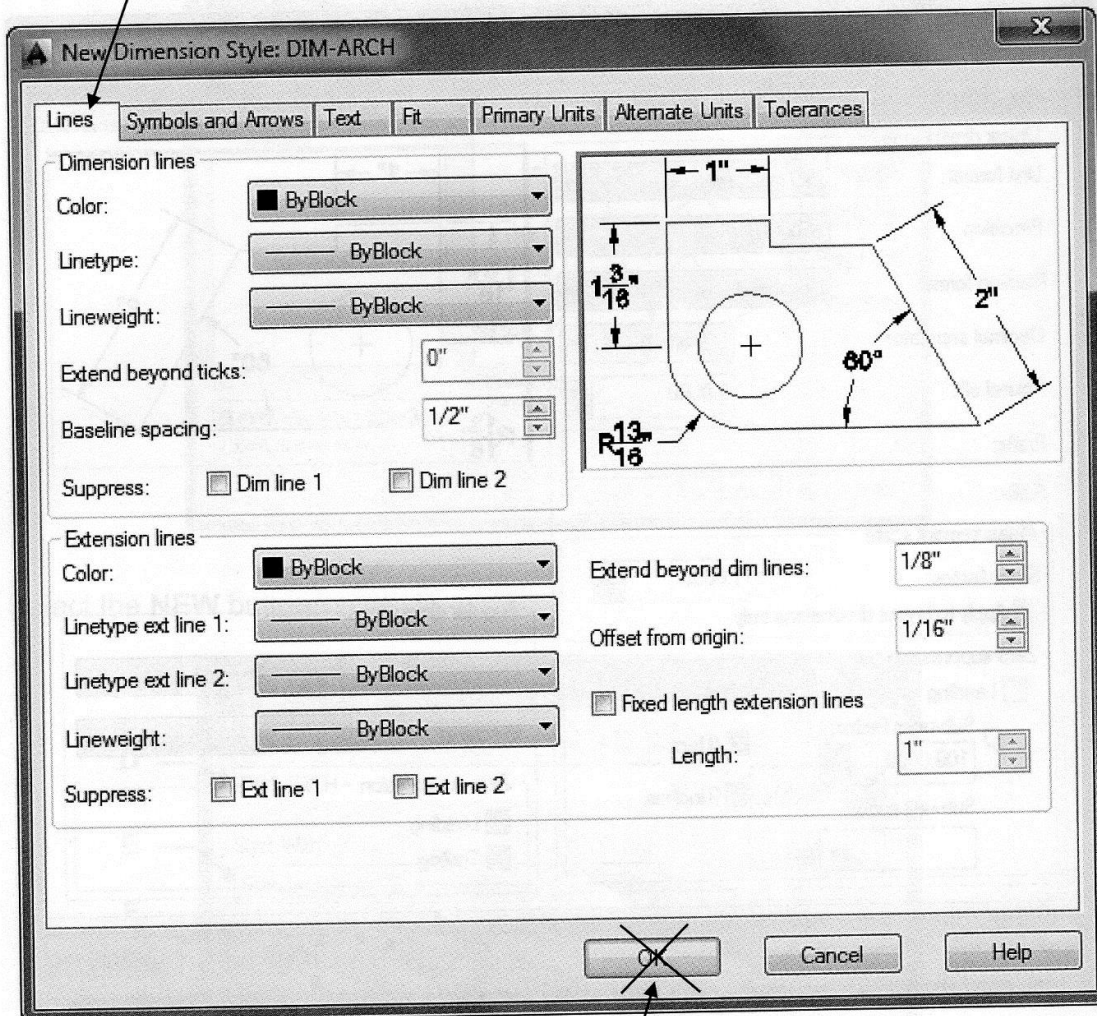 New Dimension Style: DIM-ARCH
X
Lines Symbols and Arrows Text Fit Primary Units Alternate Units Tolerances
Dimension lines
Color: ByBlock
Linetype: ByBlock
Lineweight: ByBlock
Extend beyond ticks: 0"
Baseline spacing: 1/2"
Suppress: Dim line 1 Dim line 2
1"
1 3/16"
2"
60°
R13/16"
Extension lines
Color: ByBlock
Linetype ext line 1: ByBlock
Linetype ext line 2: ByBlock
Lineweight: ByBlock
Suppress: Ext line 1 Ext line 2
Extend beyond dim lines: 1/8"
Offset from origin: 1/16"
Fixed length extension lines
Length: 1"
OK Cancel Help